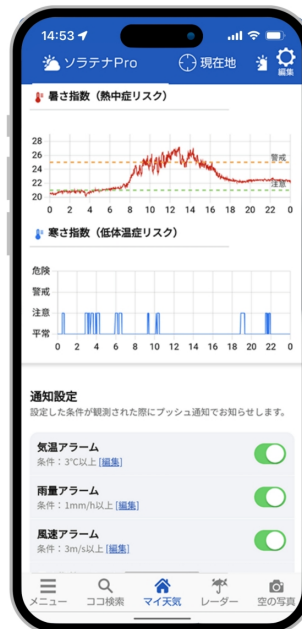 14:53
ソラテナPro 現在地 編集
暑さ指数（熱中症リスク）
28
26
警戒
24
22
注意
20
0 2 4 6 8 10 12 14 16 18 20 22 0
寒さ指数（低体温症リスク）
危険
警戒
注意
平常
0 2 4 6 8 10 12 14 16 18 20 22 0
通知設定
設定した条件が観測された際にプッシュ通知でお知らせします。
気温アラーム
条件：3℃以上 [編集]
雨量アラーム
条件：1mm/h以上 [編集]
風速アラーム
条件：3m/s以上 [編集]
メニュー ココ検索 マイ天気 レーダー 空の写真